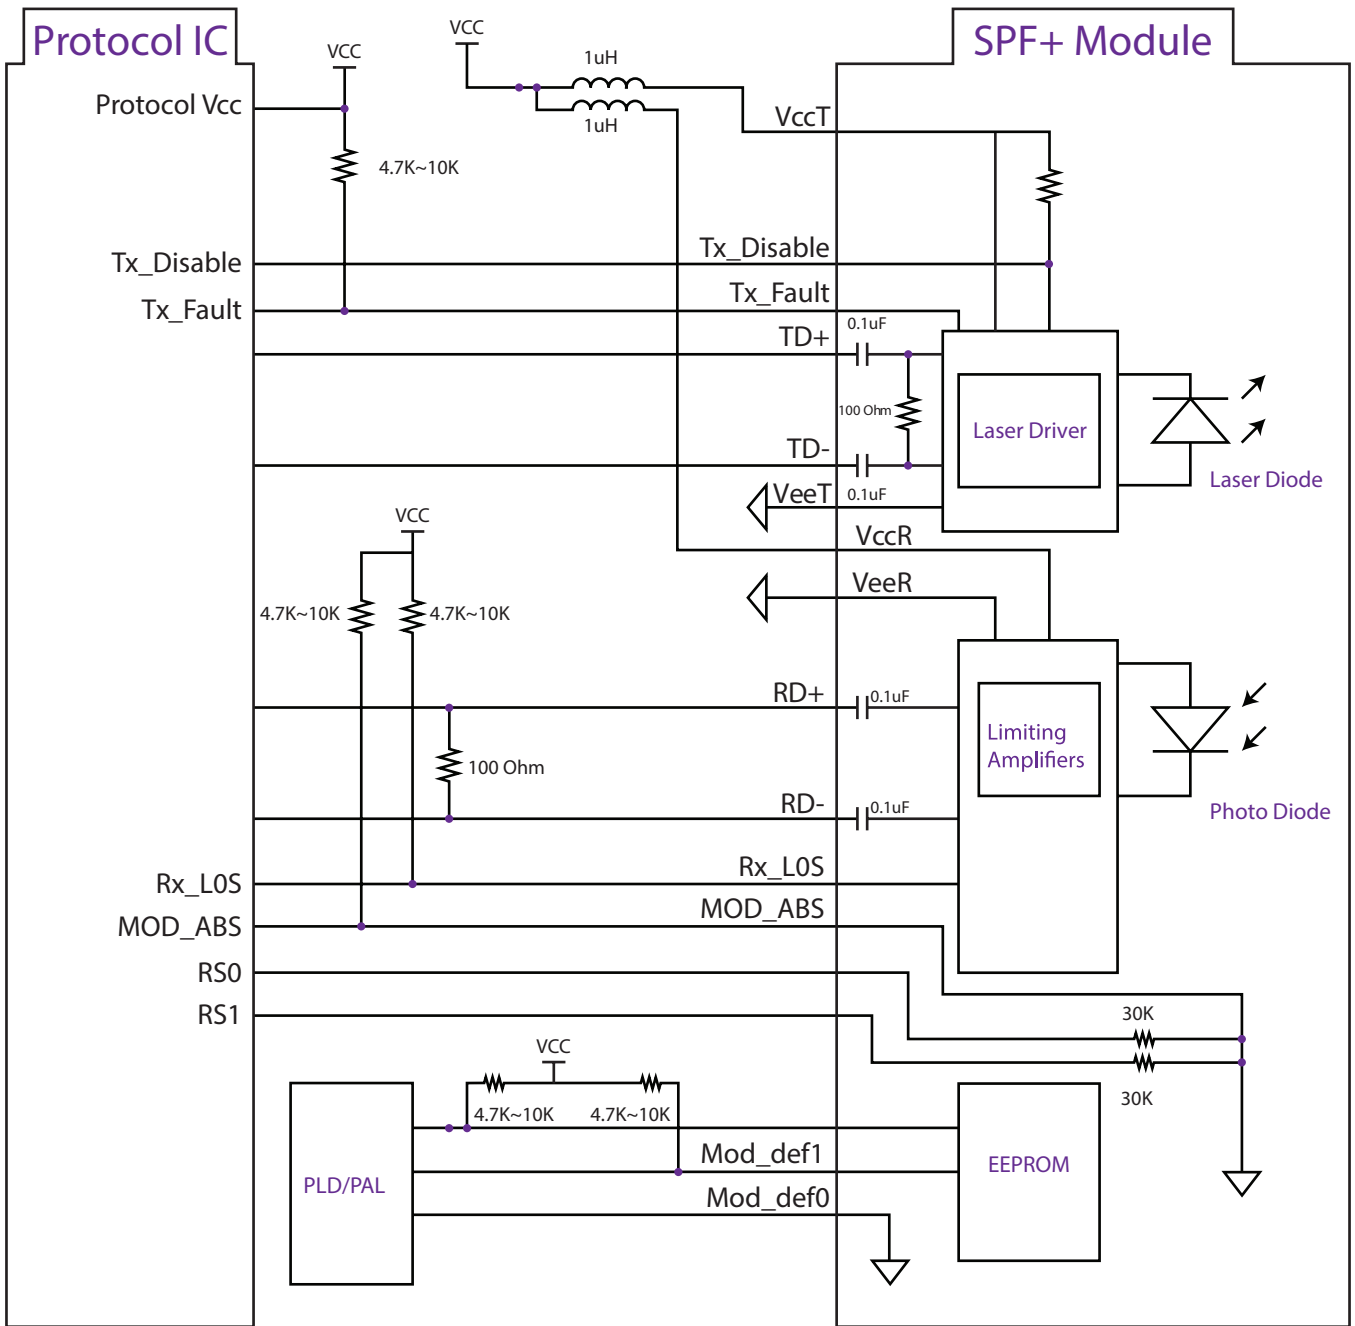 Protocol IC
SPF+ Module
VCC
VCC
1uH
1uH
Protocol Vcc
VccT
4.7K~10K
Tx_Disable
Tx_Disable
Tx_Fault
Tx_Fault
0.1uF
TD+
100 Ohm
Laser Driver
TD-
0.1uF
Laser Diode
VeeT
VCC
VccR
VeeR
4.7K~10K
4.7K~10K
RD+
0.1uF
Limiting
Amplifiers
100 Ohm
RD-
0.1uF
Photo Diode
Rx_L0S
Rx_L0S
MOD_ABS
MOD_ABS
RS0
RS1
30K
30K
VCC
4.7K~10K
4.7K~10K
Mod_def1
EEPROM
PLD/PAL
Mod_def0